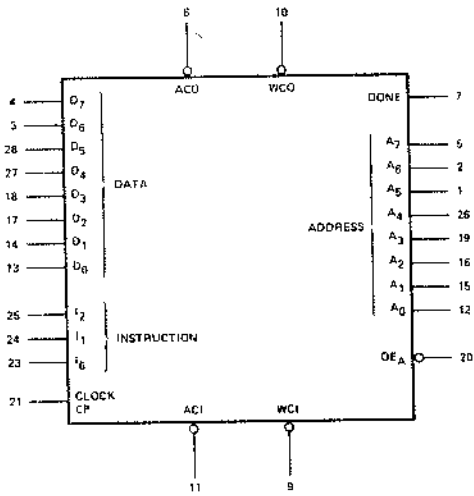 6 10
ACO WCO
DONE 7
4 D7
D6
28 D5
27 D4
18 D3
17 D2
14 D1
13 D0
DATA
A7
A6 2
A5 1
A4 26
A3 19
A2 16
A1 15
A0 12
ADDRESS
25 I2
24 I1
23 I0
INSTRUCTION
OEA 20
21 CLOCK
CP
ACI WCI
11 9